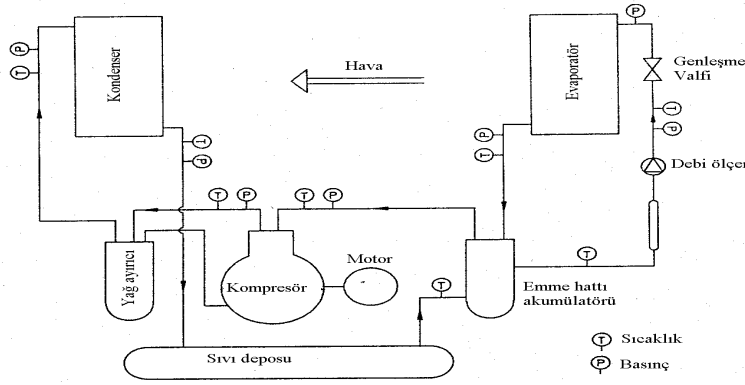 P
T
Kondenser
Hava
Evaporatör
P
Genleşme
Valfi
T
P
Debi ölçer
T
P
P
T
T
P
T
P
Yağ ayırıcı
Kompresör
Motor
T
T
Emme hattı
akumülatörü
Sıvı deposu
T Sıcaklık
P Basınç